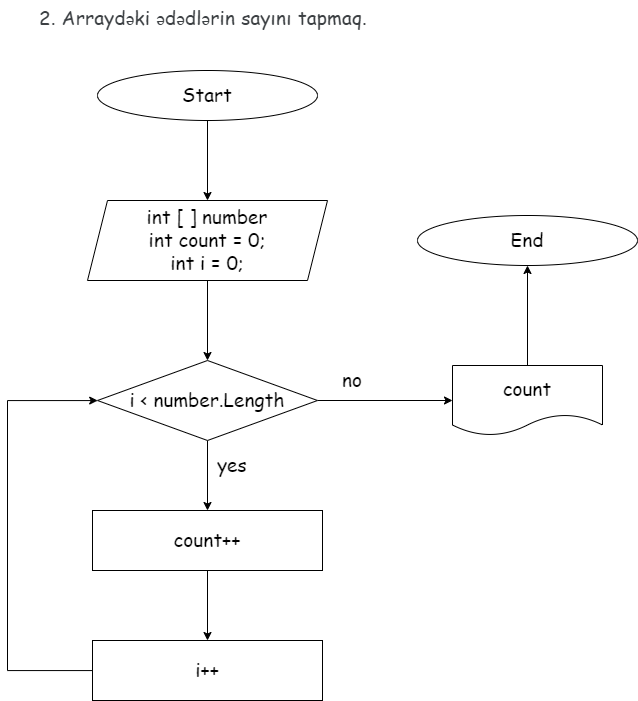 2. Arraydəki ədədlərin sayını tapmaq.
Start
int [ ] number
int count = 0;
int i = 0;
End
i < number.Length
no
count
yes
count++
i++